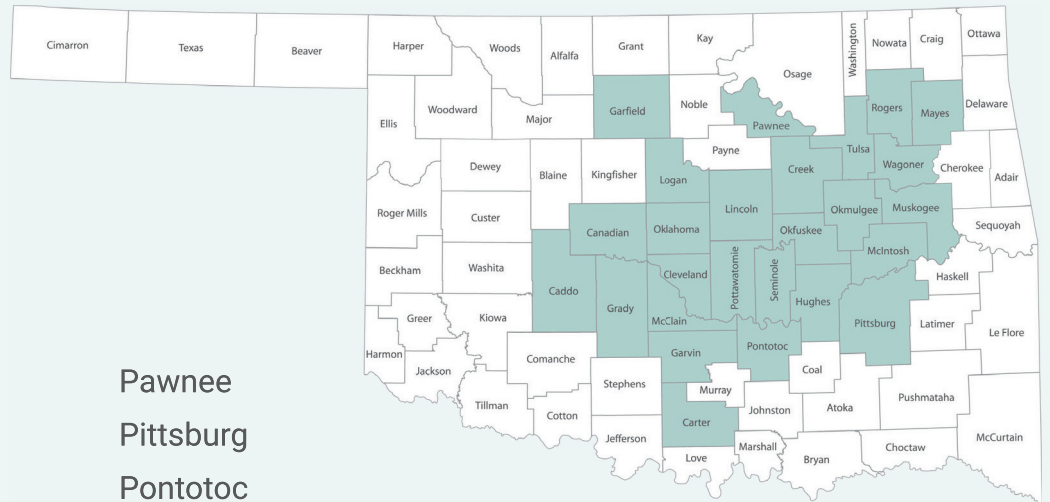 Cimarron
Texas
Beaver
Harper
Woods
Alfalfa
Grant
Kay
Osage
Washington
Nowata
Craig
Ottawa
Ellis
Woodward
Major
Garfield
Noble
Pawnee
Rogers
Mayes
Delaware
Dewey
Blaine
Kingfisher
Logan
Payne
Creek
Tulsa
Wagoner
Cherokee
Adair
Roger Mills
Custer
Canadian
Oklahoma
Lincoln
Okfuskee
Okmulgee
Muskogee
Sequoyah
Beckham
Washita
Caddo
Grady
Cleveland
McClain
Pottawatomie
Seminole
Hughes
McIntosh
Haskell
Greer
Kiowa
Harmon
Jackson
Comanche
Stephens
Garvin
Pontotoc
Pittsburg
Latimer
Le Flore
Tillman
Cotton
Jefferson
Murray
Carter
Love
Johnston
Marshall
Coal
Atoka
Bryan
Pushmataha
Choctaw
McCurtain
Pawnee
Pittsburg
Pontotoc